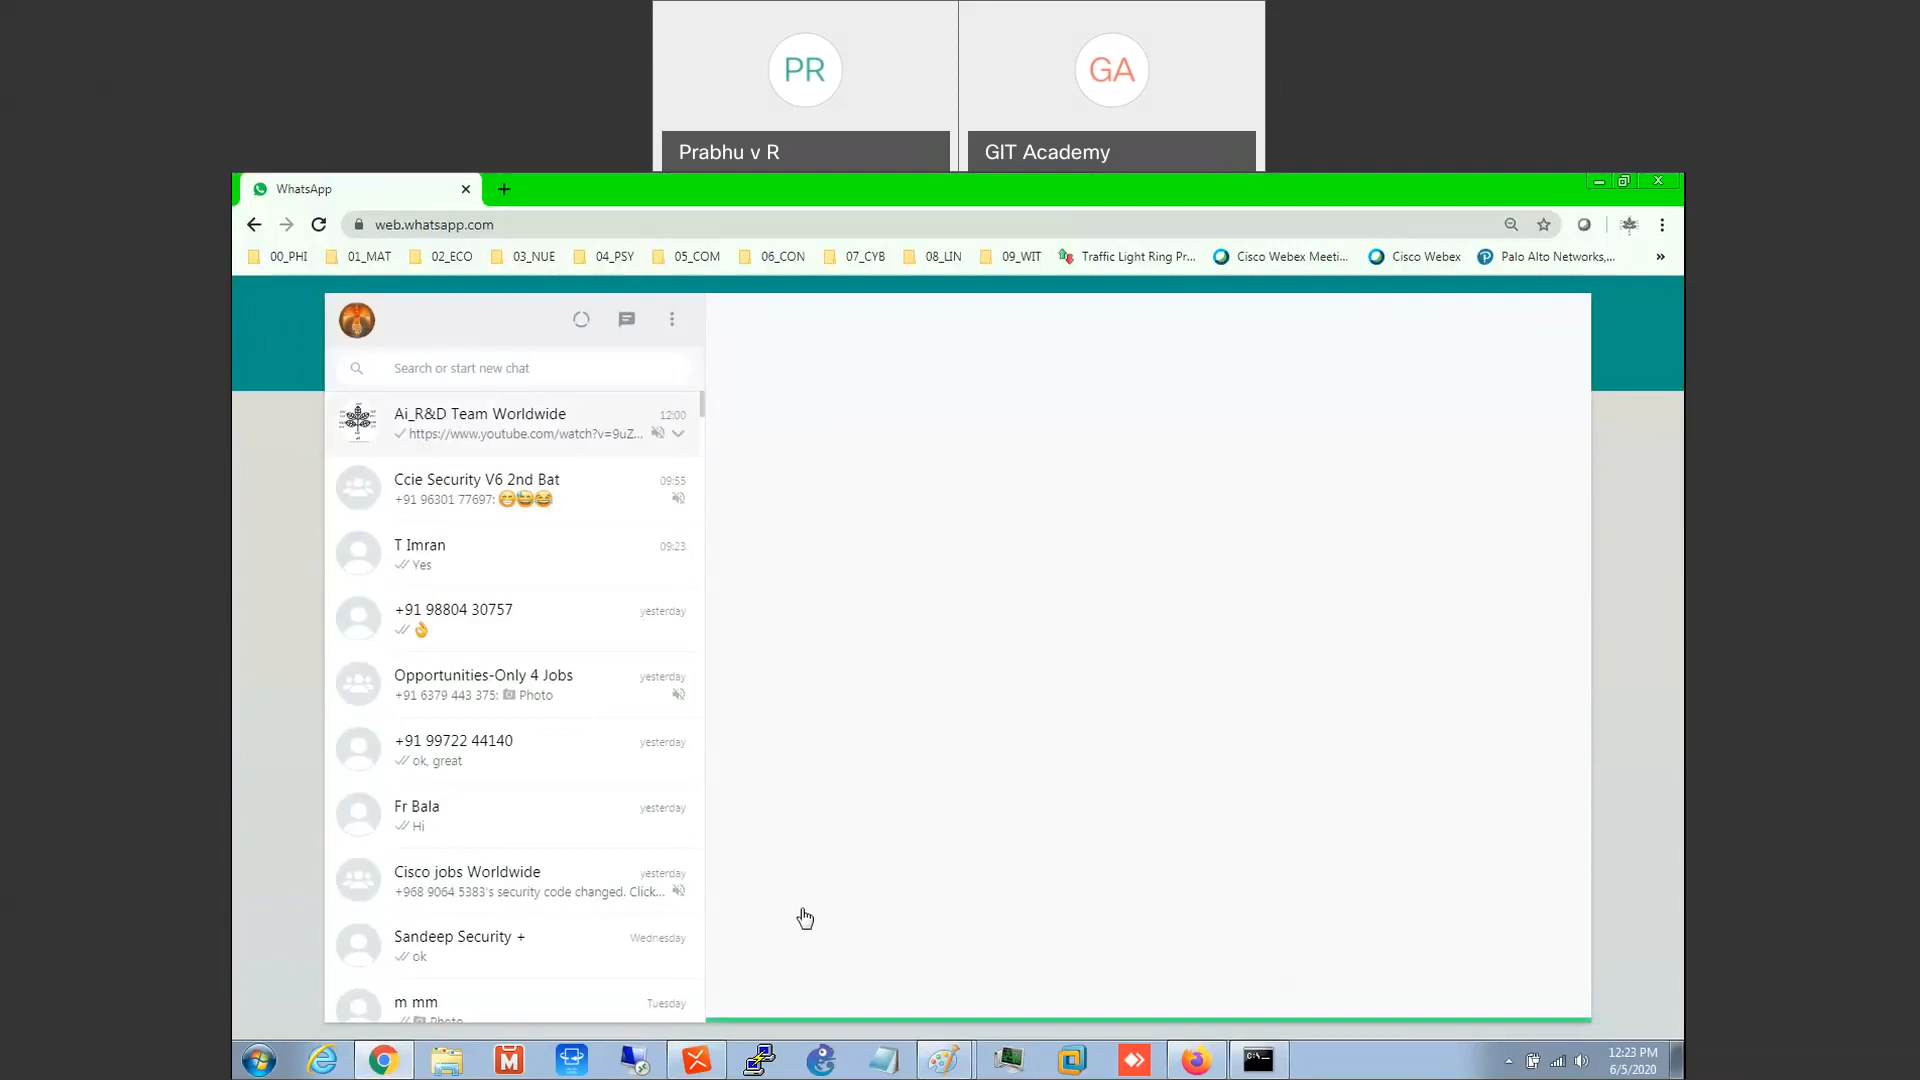 PR
GA
Prabhu v R
GIT Academy
WhatsApp
web.whatsapp.com
00_PHI 01_MAT 02_ECO 03_NUE 04_PSY 05_COM 06_CON 07_CYB 08_LIN 09_WIT Traffic Light Ring Pr... Cisco Webex Meeti... Cisco Webex Palo Alto Networks,... »
Search or start new chat
Ai_R&D Team Worldwide 12:00
https://www.youtube.com/watch?v=9uZ...
Ccie Security V6 2nd Bat 09:55
+91 96301 77697: 😁😅😂
T Imran 09:23
Yes
+91 98804 30757 yesterday
👌
Opportunities-Only 4 Jobs yesterday
+91 6379 443 375: Photo
+91 99722 44140 yesterday
ok, great
Fr Bala yesterday
Hi
Cisco jobs Worldwide yesterday
+968 9064 5383's security code changed. Click...
Sandeep Security + Wednesday
ok
m mm Tuesday
Photo
12:23 PM
6/5/2020